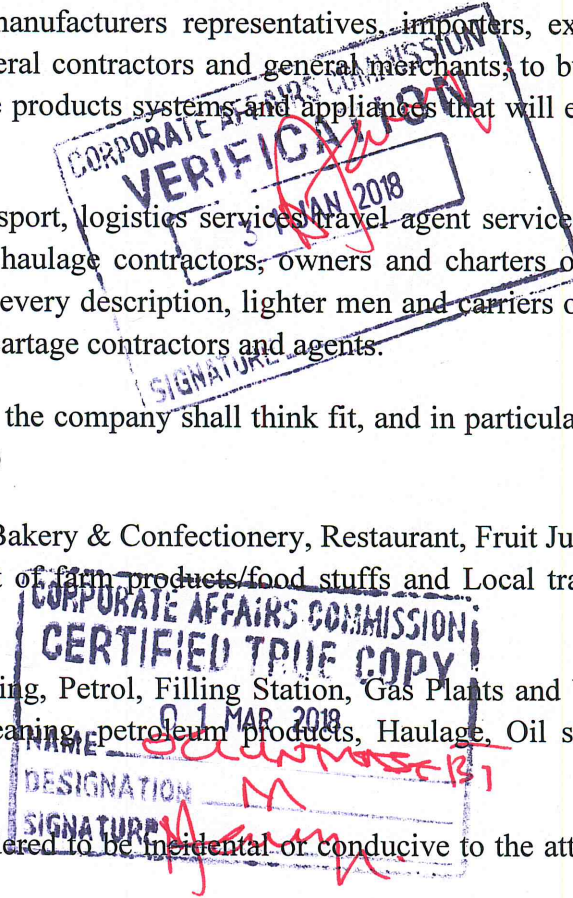 manufacturers representatives, importers, ex
eral contractors and general merchants; to b
e products systems and appliances that will e
CORPORATE AFFAIRS COMMISSION
VERIFICATION
31 JAN 2018
SIGNATURE
sport, logistics services travel agent service
haulage contractors, owners and charters o
every description, lighter men and carriers o
artage contractors and agents.
the company shall think fit, and in particula
Bakery & Confectionery, Restaurant, Fruit Ju
t of farm products/food stuffs and Local tra
CORPORATE AFFAIRS COMMISSION
CERTIFIED TRUE COPY
01 MAR 2018
NAME
DESIGNATION M
SIGNATURE
ing, Petrol, Filling Station, Gas Plants and
eaning, petroleum products, Haulage, Oil s
ered to be incidental or conducive to the att